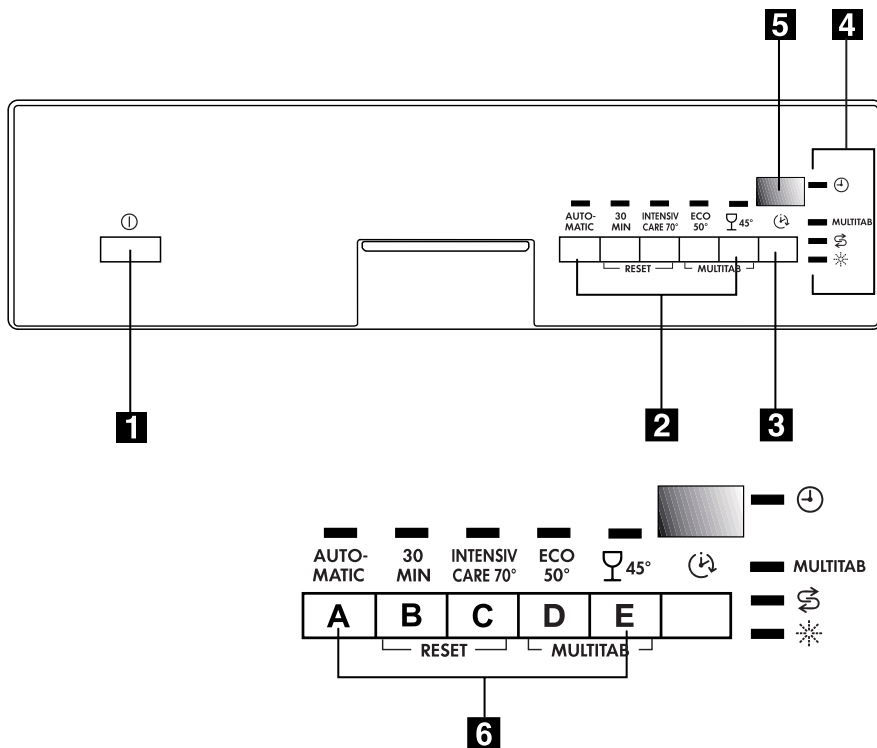 5 4
AUTO-
MATIC
30
MIN
INTENSIV
CARE 70°
ECO
50°
45°
MULTITAB
RESET MULTITAB
1 2 3
AUTO-
MATIC
30
MIN
INTENSIV
CARE 70°
ECO
50°
45°
MULTITAB
A B C D E
RESET MULTITAB
6